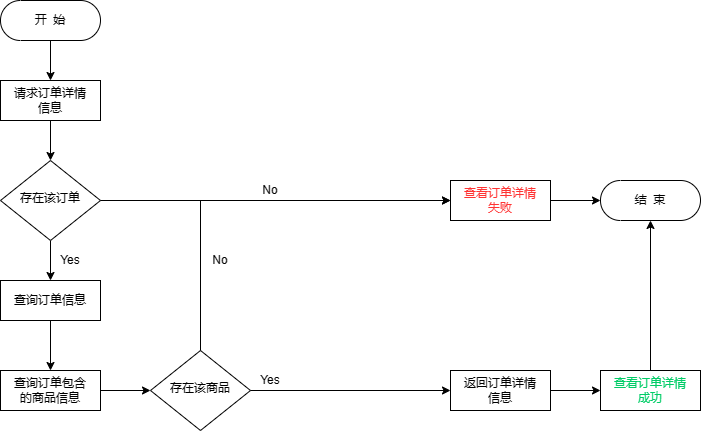 开 始
请求订单详情
信息
存在该订单
No
查看订单详情
失败
结 束
Yes
No
查询订单信息
查询订单包含
的商品信息
存在该商品
Yes
返回订单详情
信息
查看订单详情
成功